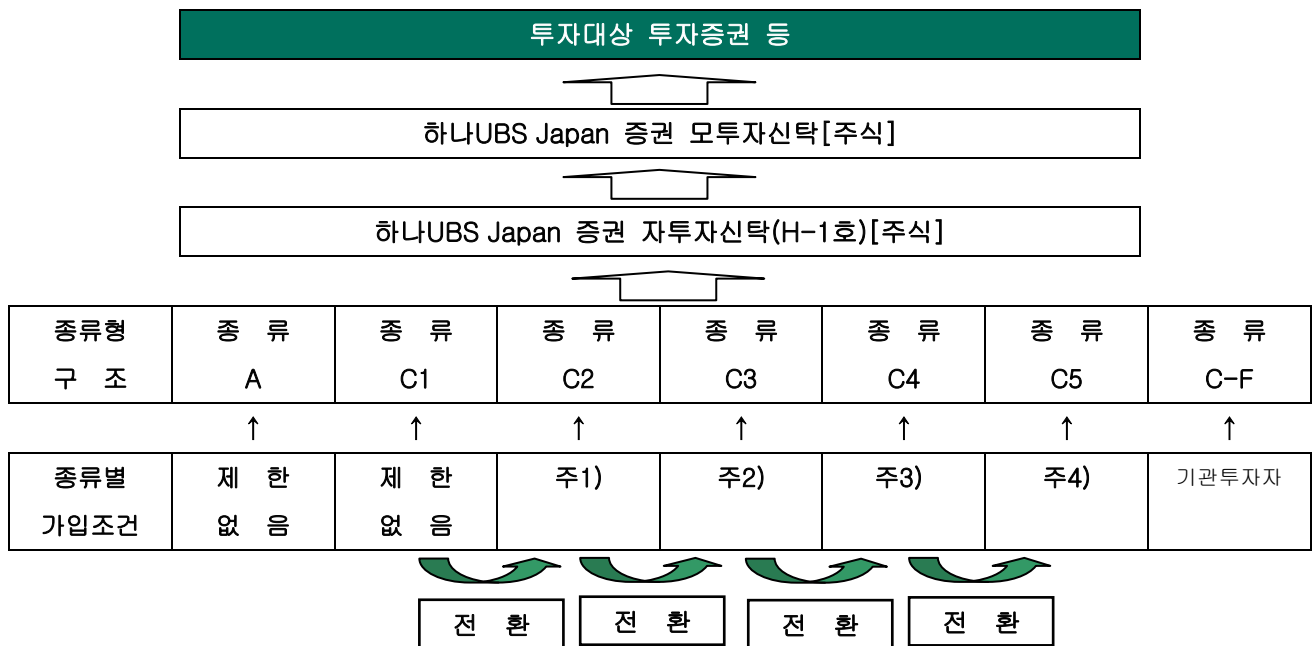 투자대상 투자증권 등
하나UBS Japan 증권 모투자신탁[주식]
하나UBS Japan 증권 자투자신탁(H-1호)[주식]
종류형 종 류 종 류 종 류 종 류 종 류 종 류 종 류
구 조 A C1 C2 C3 C4 C5 C-F
↑ ↑ ↑ ↑ ↑ ↑ ↑
종류별 제 한 제 한 주1) 주2) 주3) 주4) 기관투자자
가입조건 없 음 없 음
전 환 전 환 전 환 전 환